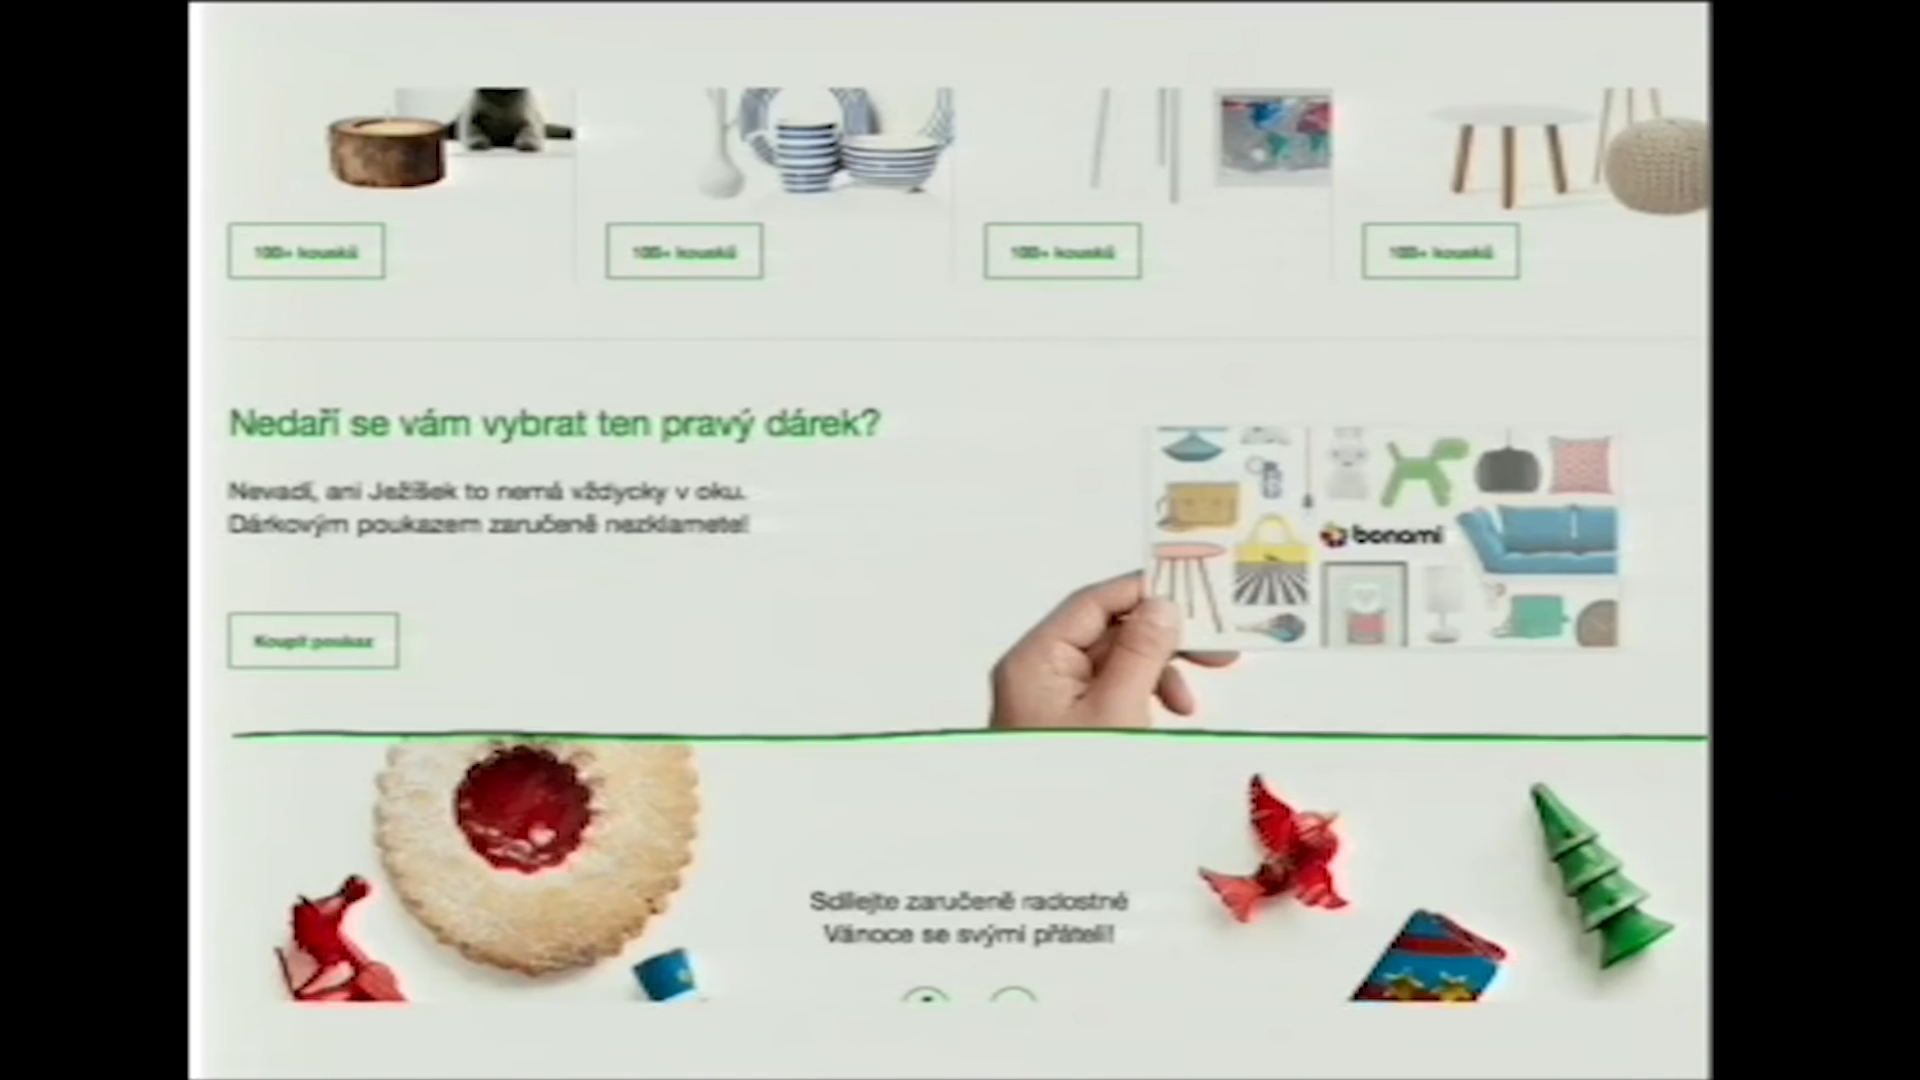 100+ kousků
100+ kousků
100+ kousků
100+ kousků
Nedaří se vám vybrat ten pravý dárek?
Nevadí, ani Ježíšek to nemá vždycky v oku.
Dárkovým poukazem zaručeně nezklamete!
bonami
Koupit poukaz
Sdílejte zaručeně radostné
Vánoce se svými přáteli!